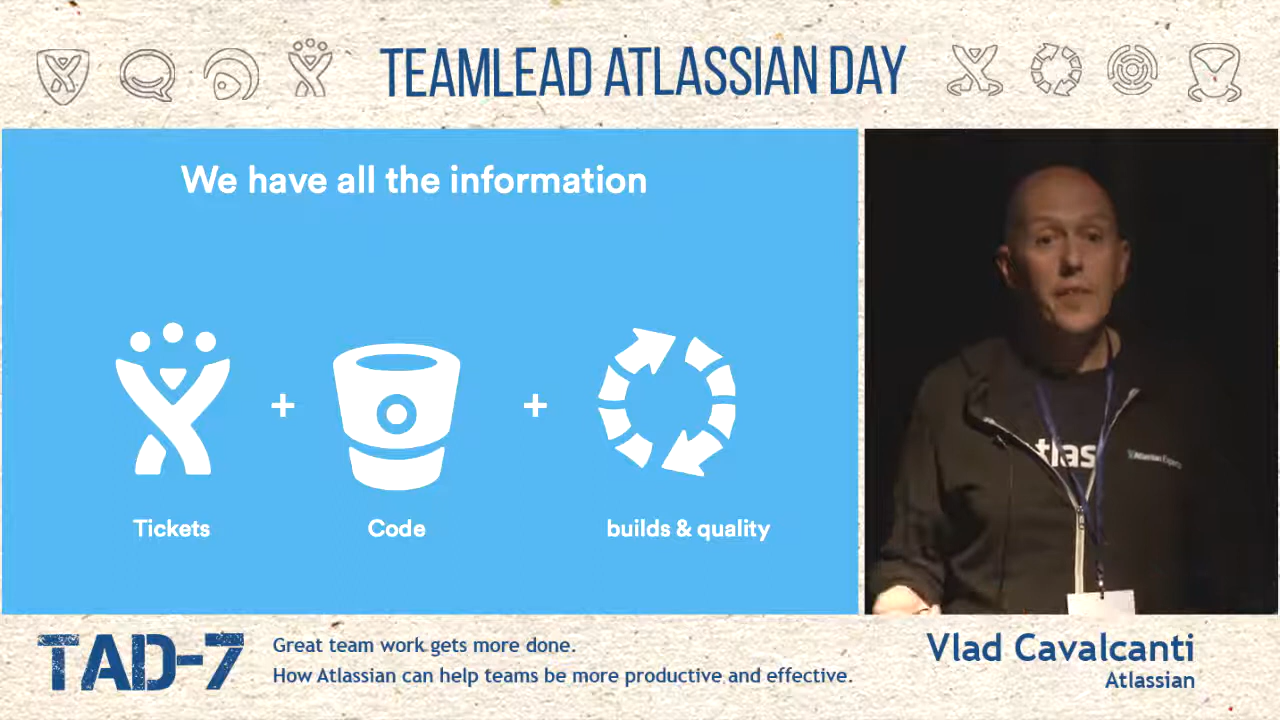 TEAMLEAD ATLASSIAN DAY
We have all the information
+
+
Tickets
Code
builds & quality
tlas
TAD-7
Great team work gets more done.
How Atlassian can help teams be more productive and effective.
Vlad Cavalcanti
Atlassian